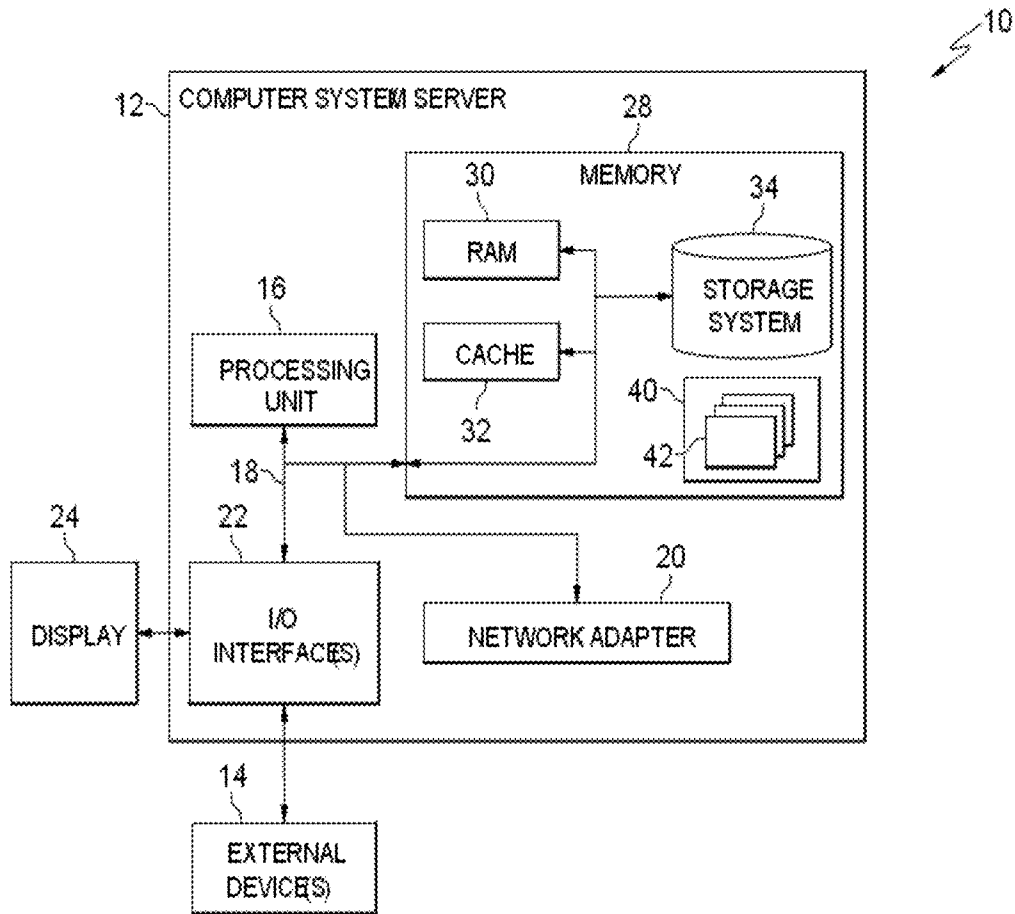 10
12
COMPUTER SYSTEM SERVER
28
MEMORY
30
RAM
34
STORAGE
SYSTEM
16
PROCESSING
UNIT
CACHE
32
40
42
18
24
22
20
DISPLAY
I/O
INTERFACE(S)
NETWORK ADAPTER
14
EXTERNAL
DEVICE(S)